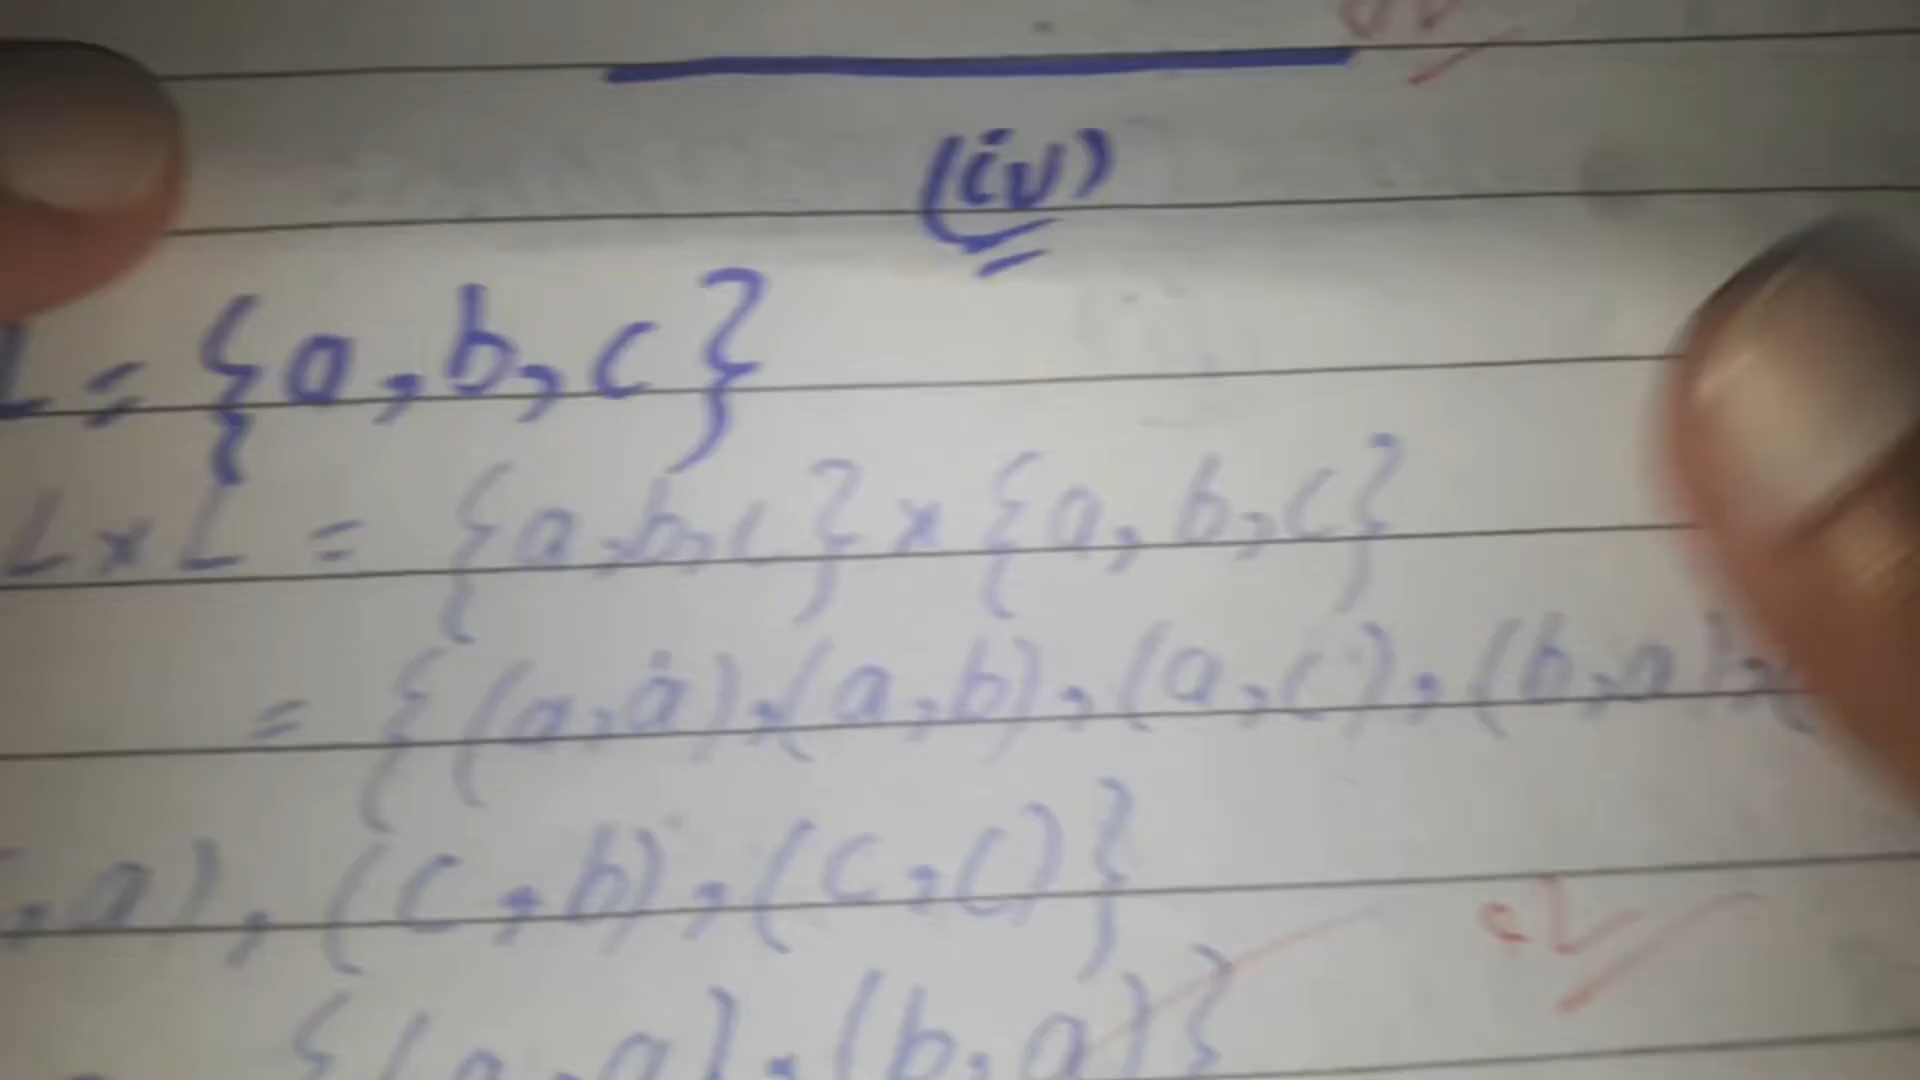 (iv)
L = {a, b, c}
L × L = {a, b, c} × {a, b, c}
= {(a, a), (a, b), (a, c), (b, a), (
, a), (c, b), (c, c)}
{(a, a), (b, a)}